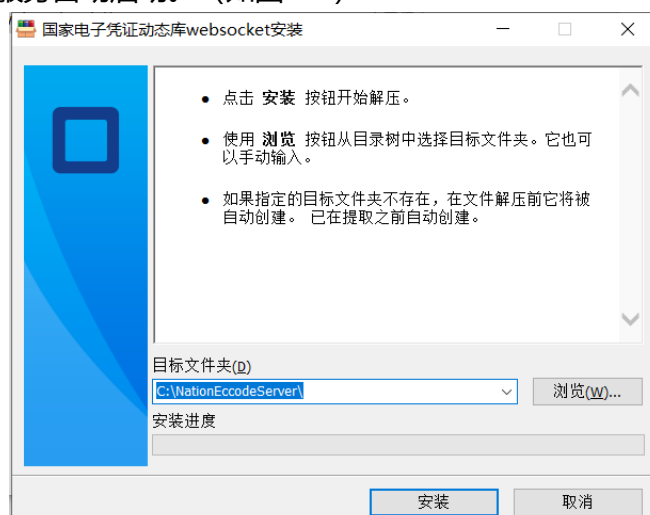 国家电子凭证动态库websocket安装
• 点击 安装 按钮开始解压。
• 使用 浏览 按钮从目录树中选择目标文件夹。它也可
以手动输入。
• 如果指定的目标文件夹不存在，在文件解压前它将被
自动创建。 已在提取之前自动创建。
目标文件夹(D)
C:\NationEccodeServer\
浏览(W)...
安装进度
安装
取消